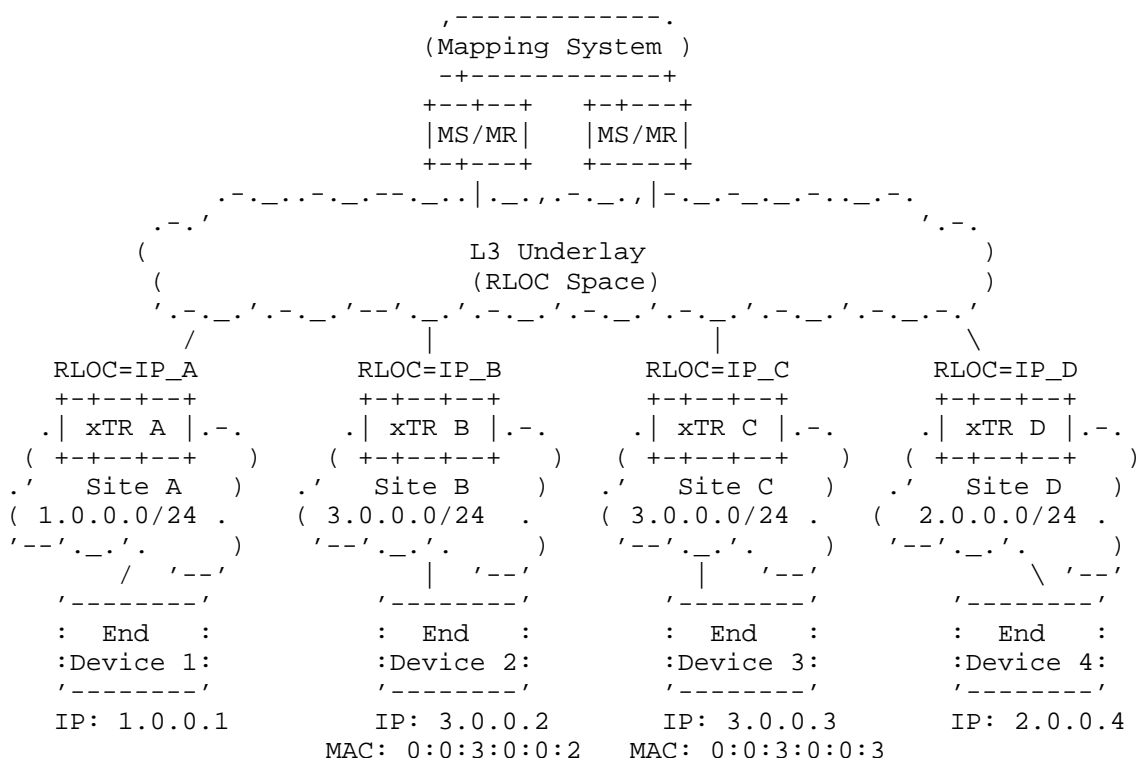 (Mapping System )
|MS/MR| |MS/MR|
L3 Underlay
(RLOC Space)
RLOC=IP_A RLOC=IP_B RLOC=IP_C RLOC=IP_D
xTR A xTR B xTR C xTR D
Site A Site B Site C Site D
1.0.0.0/24 3.0.0.0/24 3.0.0.0/24 2.0.0.0/24
: End : : End : : End : : End :
:Device 1: :Device 2: :Device 3: :Device 4:
IP: 1.0.0.1 IP: 3.0.0.2 IP: 3.0.0.3 IP: 2.0.0.4
MAC: 0:0:3:0:0:2 MAC: 0:0:3:0:0:3